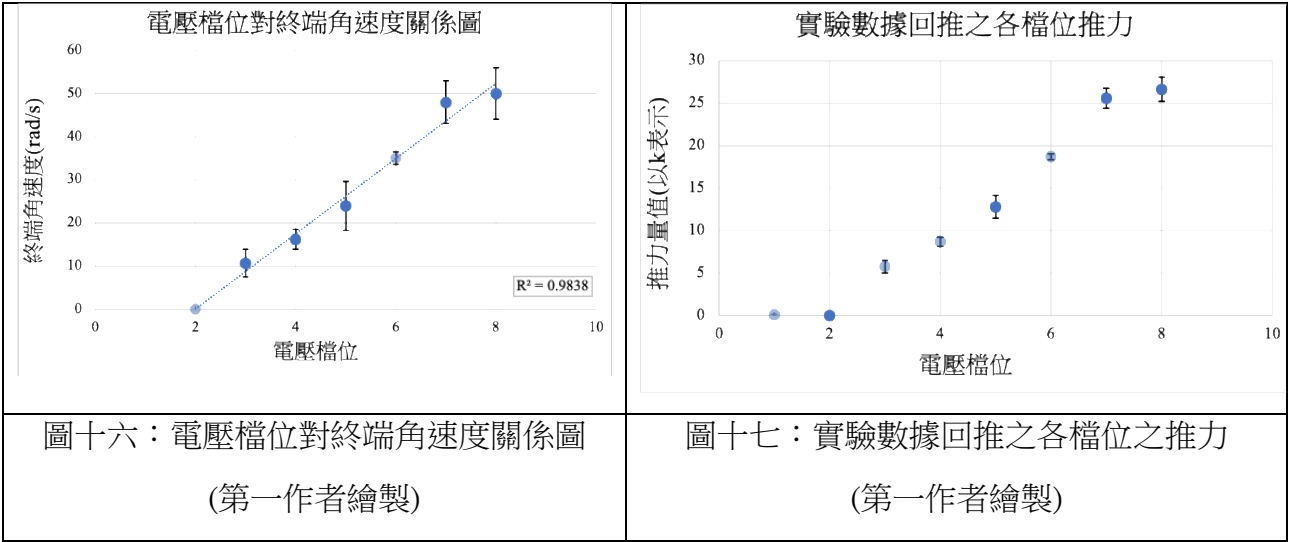 電壓檔位對終端角速度關係圖
終端角速度(rad/s)
60
50
40
30
20
10
0
0 2 4 6 8 10
R² = 0.9838
電壓檔位
實驗數據回推之各檔位推力
推力量值(以k表示)
30
25
20
15
10
5
0
0 2 4 6 8 10
電壓檔位
圖十六：電壓檔位對終端角速度關係圖
(第一作者繪製)
圖十七：實驗數據回推之各檔位之推力
(第一作者繪製)